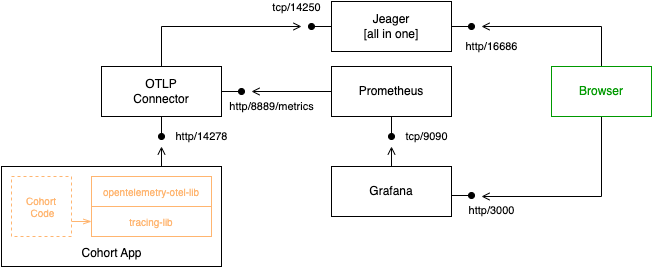 tcp/14250
Jeager
[all in one]
http/16686
OTLP
Connector
http/8889/metrics
Prometheus
Browser
http/14278
tcp/9090
Cohort
Code
opentelemetry-otel-lib
tracing-lib
Grafana
http/3000
Cohort App